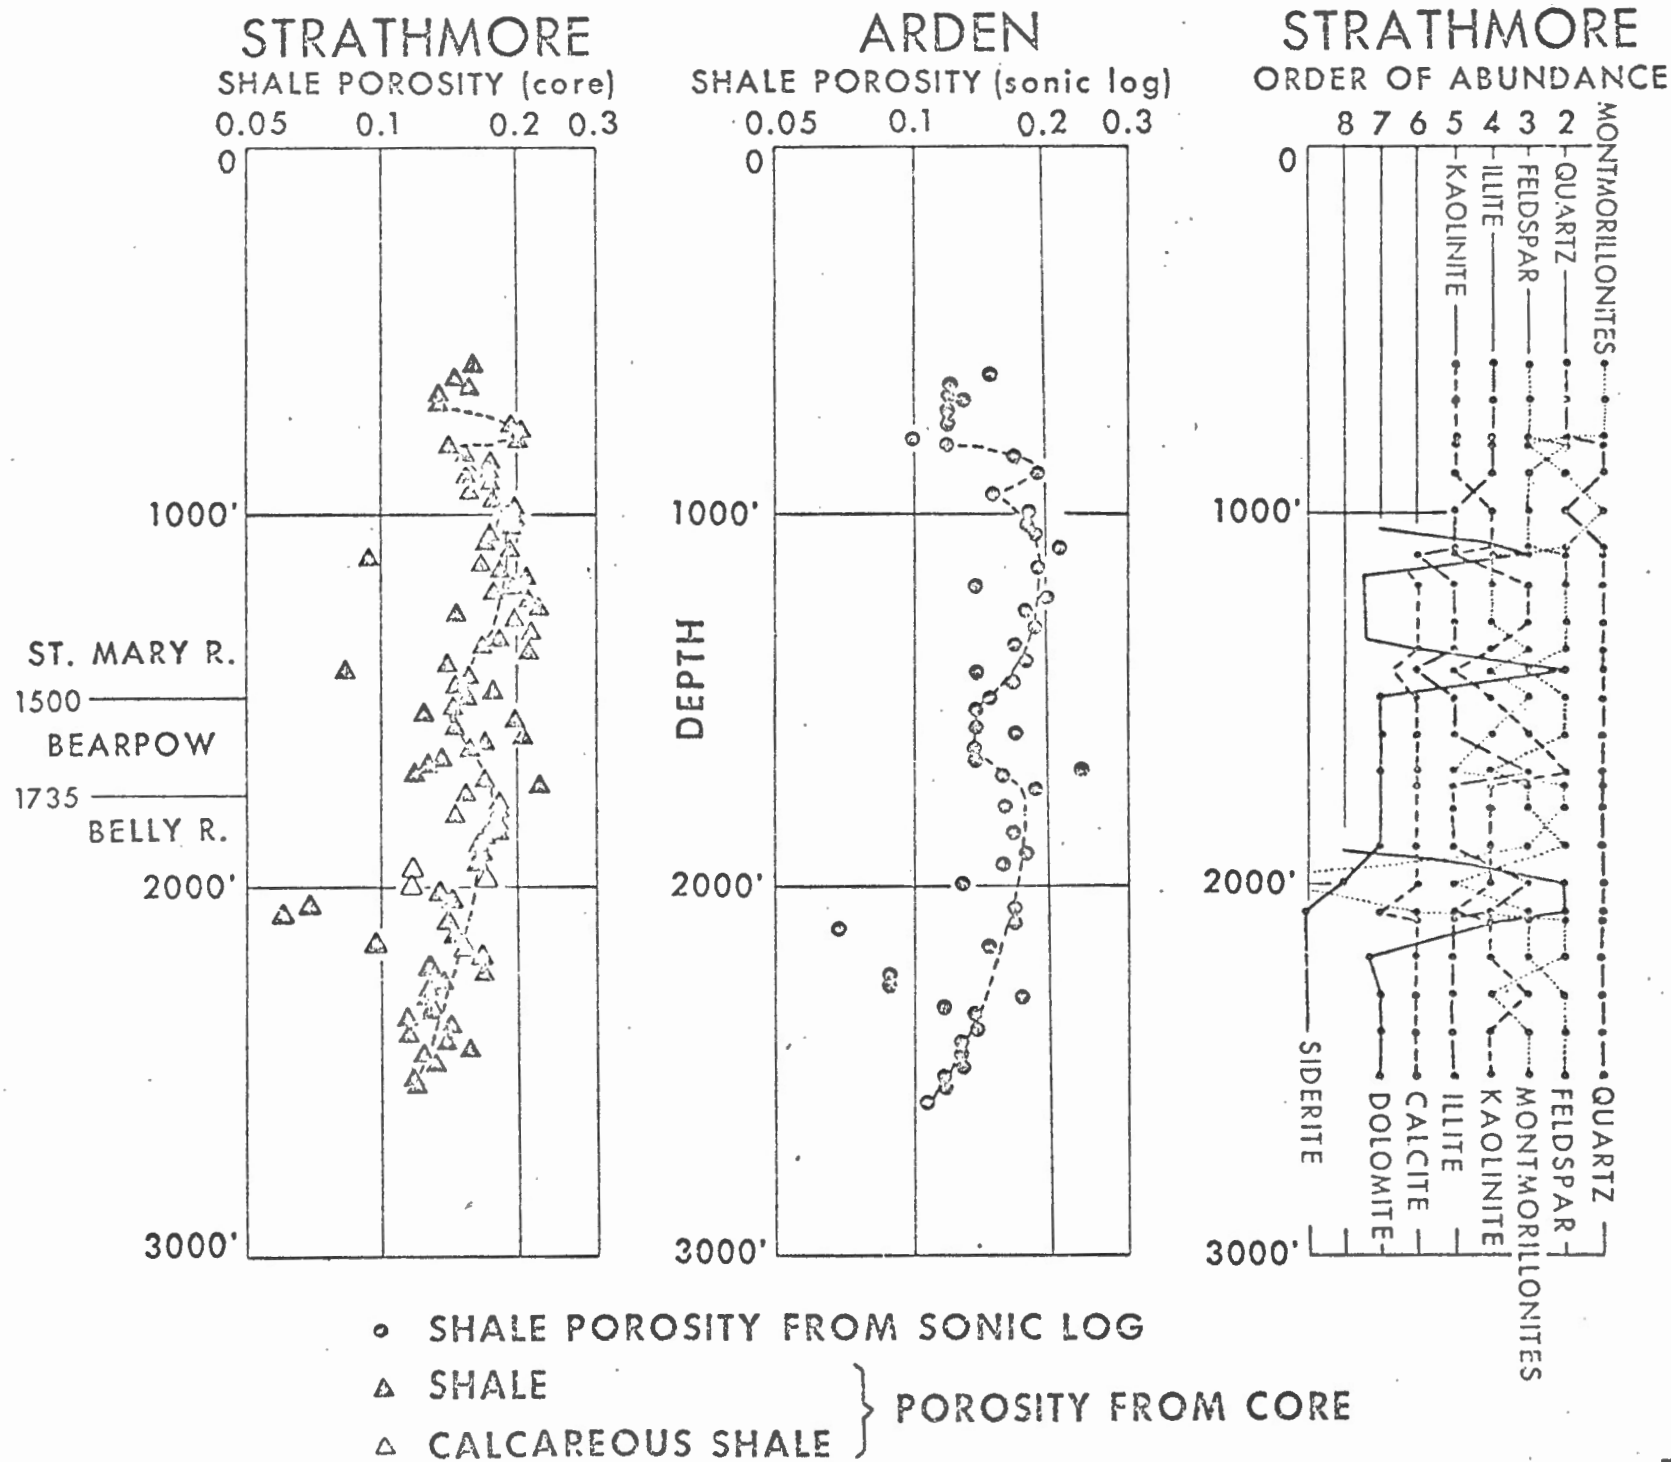 STRATHMORE
SHALE POROSITY (core)
0.05 0.1 0.2 0.3
0
1000'
ST. MARY R.
1500
BEARPOW
1735
BELLY R.
2000'
3000'
ARDEN
SHALE POROSITY (sonic log)
0.05 0.1 0.2 0.3
0
1000'
DEPTH
2000'
3000'
STRATHMORE
ORDER OF ABUNDANCE
8 7 6 5 4 3 2
0
KAOLINITE
ILLITE
FELDSPAR
QUARTZ
MONTMORILLONITES
1000'
2000'
SIDERITE
DOLOMITE
CALCITE
ILLITE
KAOLINITE
MONTMORILLONITES
FELDSPAR
QUARTZ
3000'
SHALE POROSITY FROM SONIC LOG
SHALE
CALCAREOUS SHALE
POROSITY FROM CORE